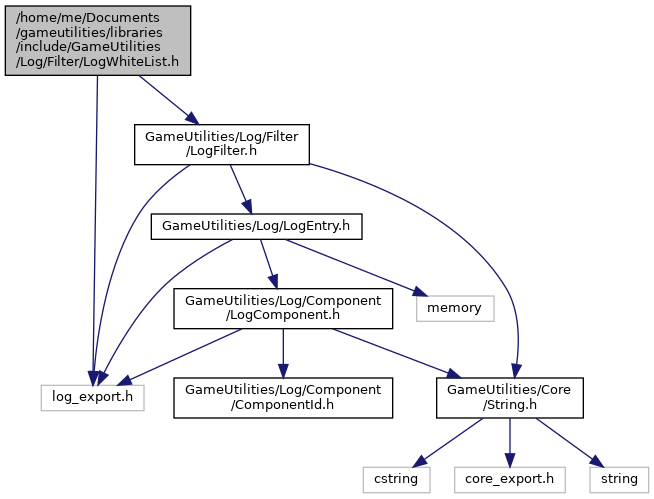 /home/me/Documents
/gameutilities/libraries
/include/GameUtilities
/Log/Filter/LogWhiteList.h
GameUtilities/Log/Filter
/LogFilter.h
GameUtilities/Log/LogEntry.h
GameUtilities/Log/Component
/LogComponent.h
memory
log_export.h
GameUtilities/Log/Component
/ComponentId.h
GameUtilities/Core
/String.h
cstring
core_export.h
string